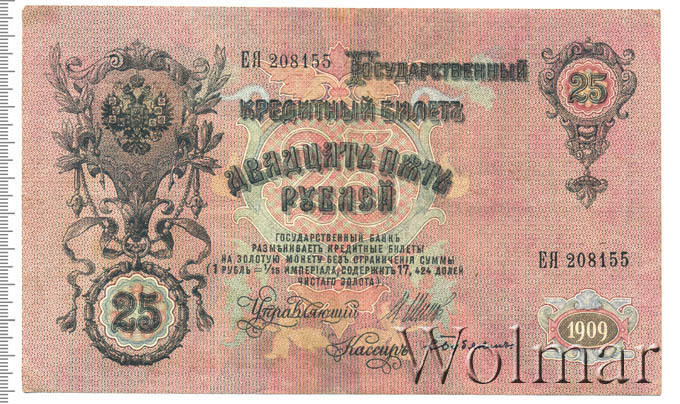 ЕЯ 208155
Государственный
Кредитный Билетъ
25
Двадцать пять
рублей
Государственный Банкъ
размѣниваетъ кредитные билеты
на золотую монету безъ ограниченія суммы
(1 рубль = 1/15 имперіала, содержитъ 17,424 долей
чистаго золота).
ЕЯ 208155
25
Управляющій
Кассиръ
1909
Wolmar